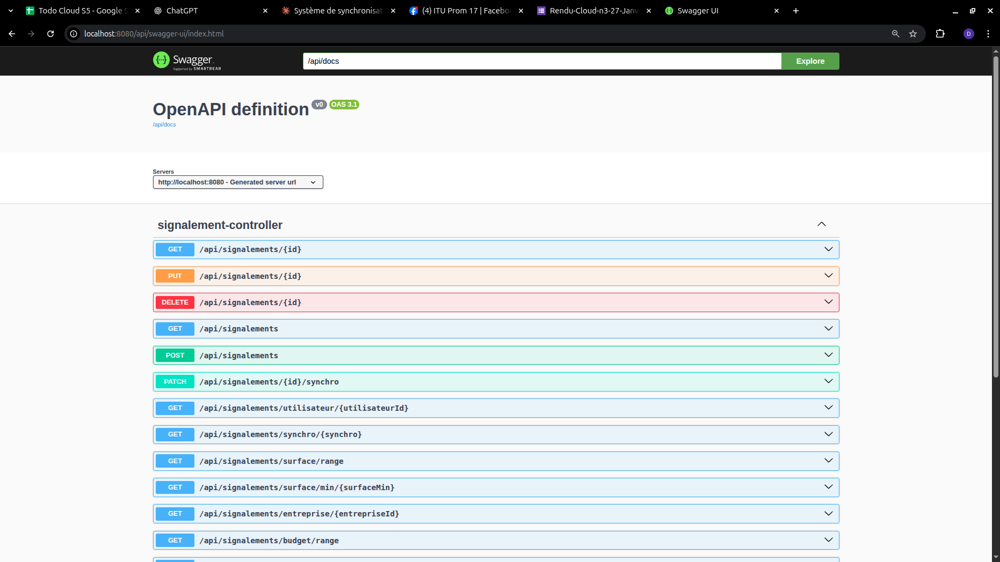 Todo Cloud S5 - Google S
ChatGPT
Système de synchronisat
(4) ITU Prom 17 | Facebo
Rendu-Cloud-n3-27-Janv
Swagger UI
localhost:8080/api/swagger-ui/index.html
D
Swagger.
Supported by SMARTBEAR
/api/docs
Explore
OpenAPI definition v0 OAS 3.1
/api/docs
Servers
http://localhost:8080 - Generated server url
signalement-controller
GET /api/signalements/{id}
PUT /api/signalements/{id}
DELETE /api/signalements/{id}
GET /api/signalements
POST /api/signalements
PATCH /api/signalements/{id}/synchro
GET /api/signalements/utilisateur/{utilisateurId}
GET /api/signalements/synchro/{synchro}
GET /api/signalements/surface/range
GET /api/signalements/surface/min/{surfaceMin}
GET /api/signalements/entreprise/{entrepriseId}
GET /api/signalements/budget/range